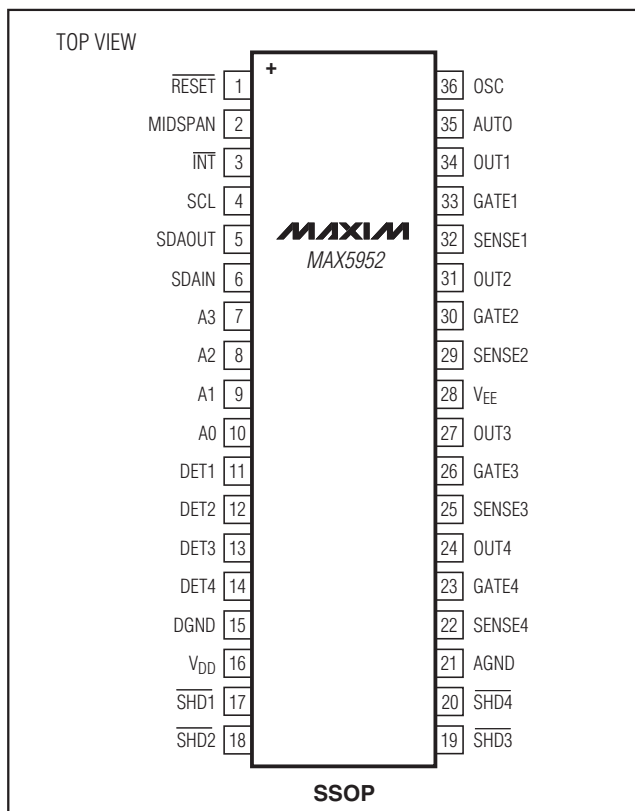 TOP VIEW
+
RESET 1
MIDSPAN 2
INT 3
SCL 4
SDAOUT 5
SDAIN 6
A3 7
A2 8
A1 9
A0 10
DET1 11
DET2 12
DET3 13
DET4 14
DGND 15
VDD 16
SHD1 17
SHD2 18
MAXIM
MAX5952
36 OSC
35 AUTO
34 OUT1
33 GATE1
32 SENSE1
31 OUT2
30 GATE2
29 SENSE2
28 VEE
27 OUT3
26 GATE3
25 SENSE3
24 OUT4
23 GATE4
22 SENSE4
21 AGND
20 SHD4
19 SHD3
SSOP